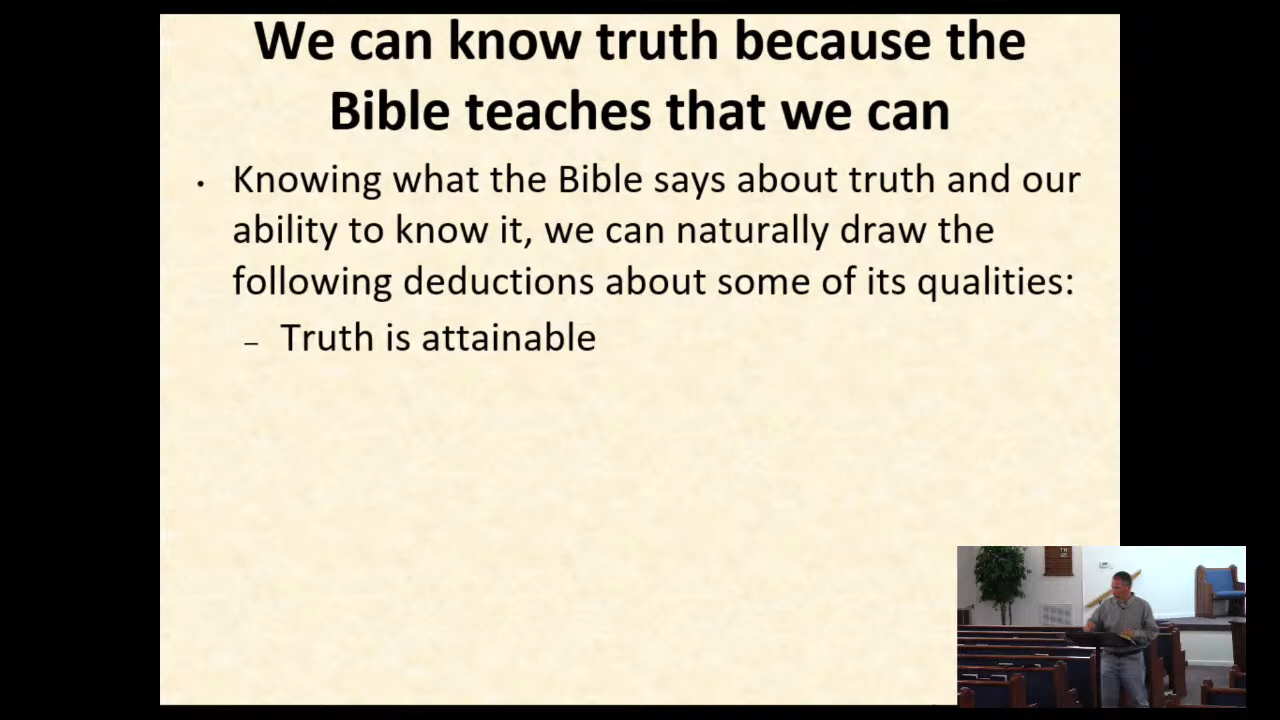 We can know truth because the
Bible teaches that we can
• Knowing what the Bible says about truth and our
ability to know it, we can naturally draw the
following deductions about some of its qualities:
– Truth is attainable